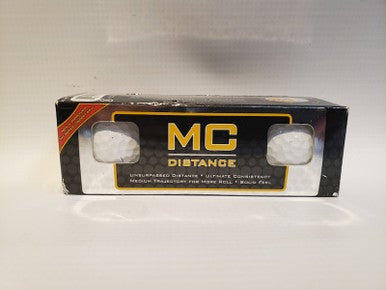 MC
DISTANCE
UNSURPASSED DISTANCE • ULTIMATE CONSISTENCY
MEDIUM TRAJECTORY FOR MORE ROLL • SOLID FEEL